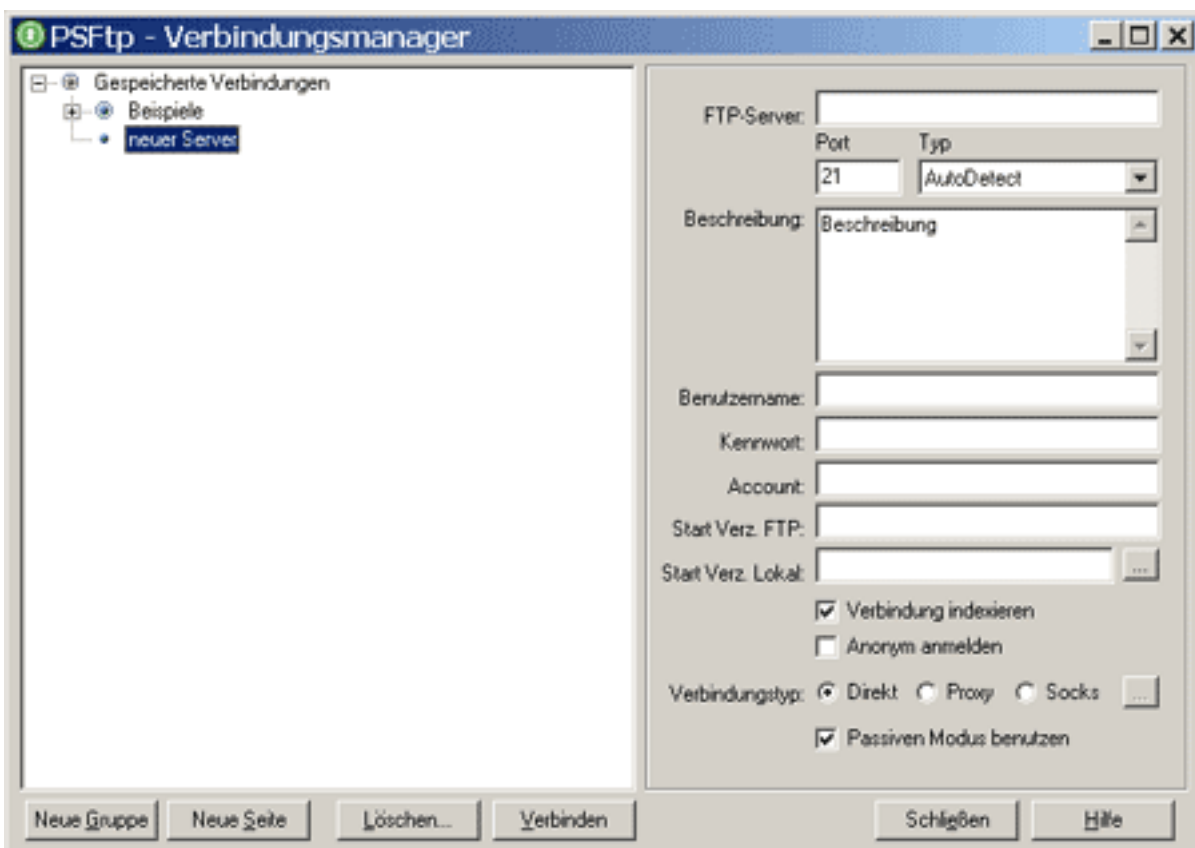 PSFtp - Verbindungsmanager
Gespeicherte Verbindungen
Beispiele
neuer Server
FTP-Server:
Port Typ
21 AutoDetect
Beschreibung: Beschreibung
Benutzername:
Kennwort:
Account:
Start Verz. FTP:
Start Verz. Lokal: ...
Verbindung indexieren
Anonym anmelden
Verbindungstyp: Direkt Proxy Socks ...
Passiven Modus benutzen
Neue Gruppe Neue Seite Löschen... Verbinden Schließen Hilfe